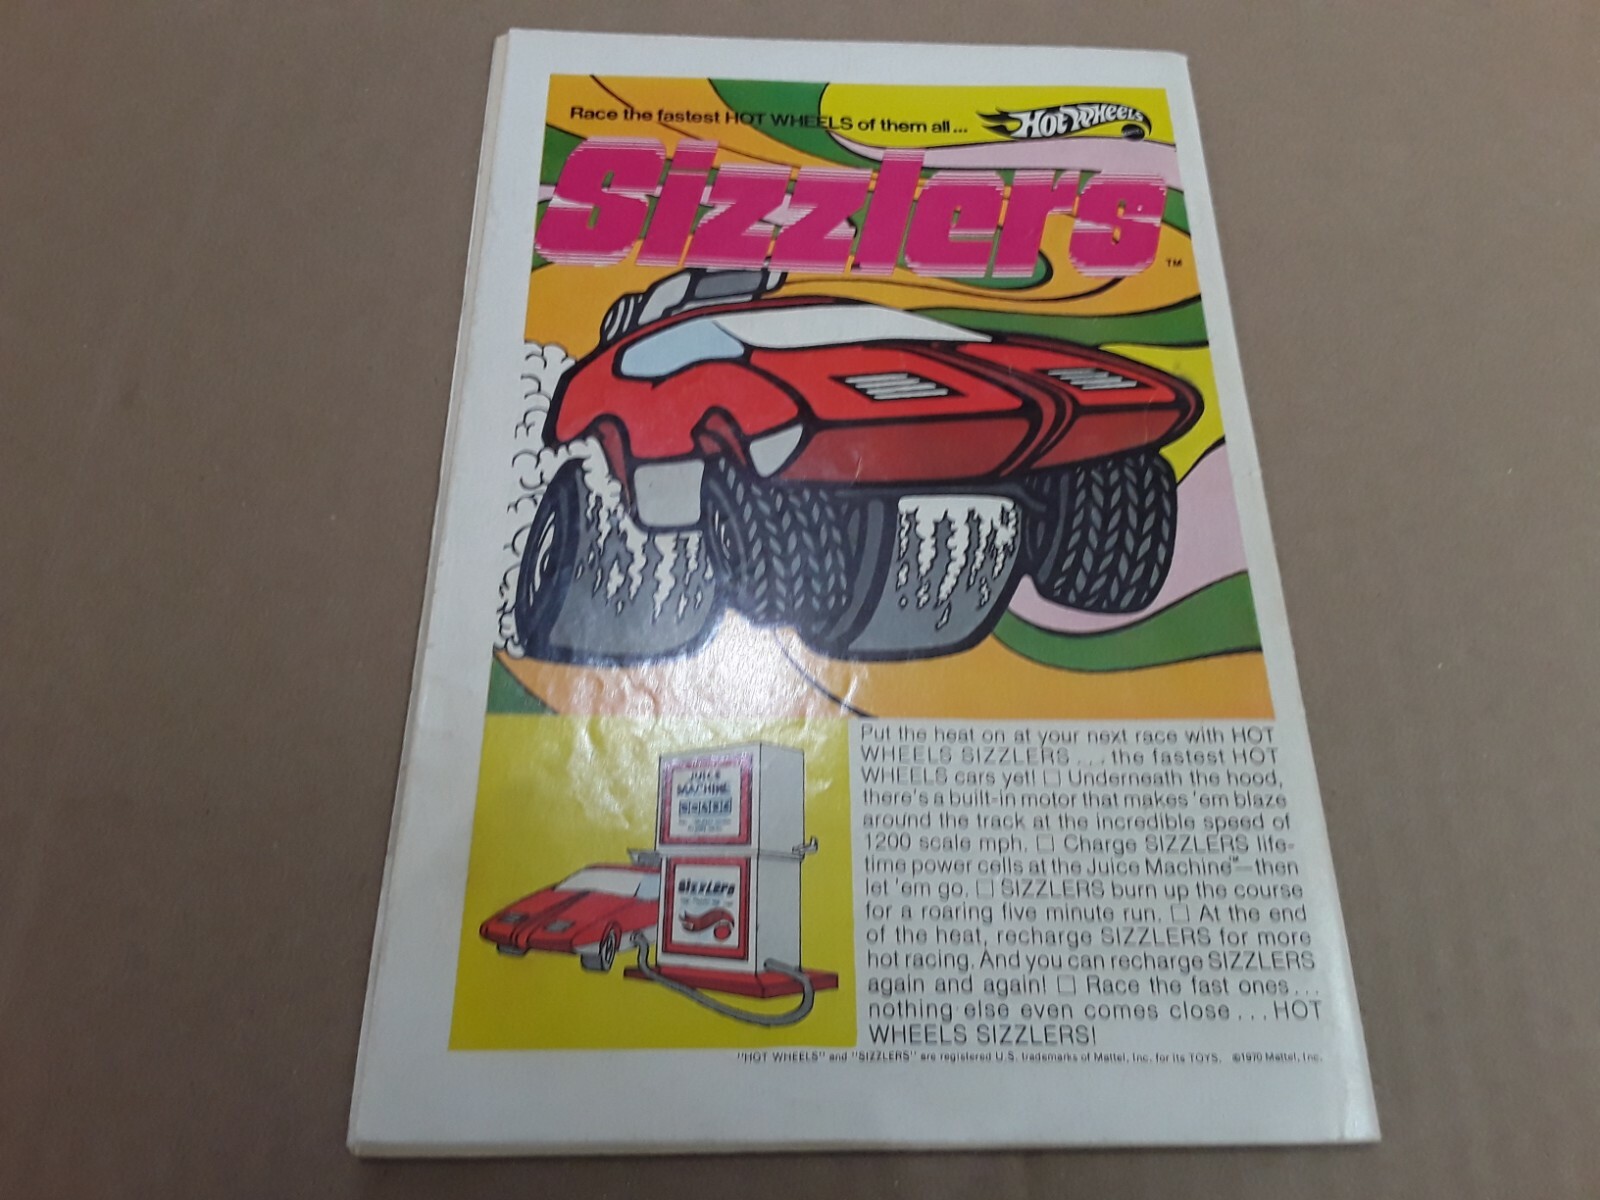 Race the fastest HOT WHEELS of them all...
Hot Wheels
Sizzlers™
Put the heat on at your next race with HOT
WHEELS SIZZLERS . . . the fastest HOT
WHEELS cars yet! □ Underneath the hood,
there's a built-in motor that makes 'em blaze
around the track at the incredible speed of
1200 scale mph. □ Charge SIZZLERS life-
time power cells at the Juice Machine™—then
let 'em go. □ SIZZLERS burn up the course
for a roaring five minute run. □ At the end
of the heat, recharge SIZZLERS for more
hot racing. And you can recharge SIZZLERS
again and again! □ Race the fast ones . . .
nothing else even comes close . . . HOT
WHEELS SIZZLERS!
JUICE
MACHINE
Sizzlers
"HOT WHEELS" and "SIZZLERS" are registered U.S. trademarks of Mattel, Inc. for its TOYS. ©1970 Mattel, Inc.